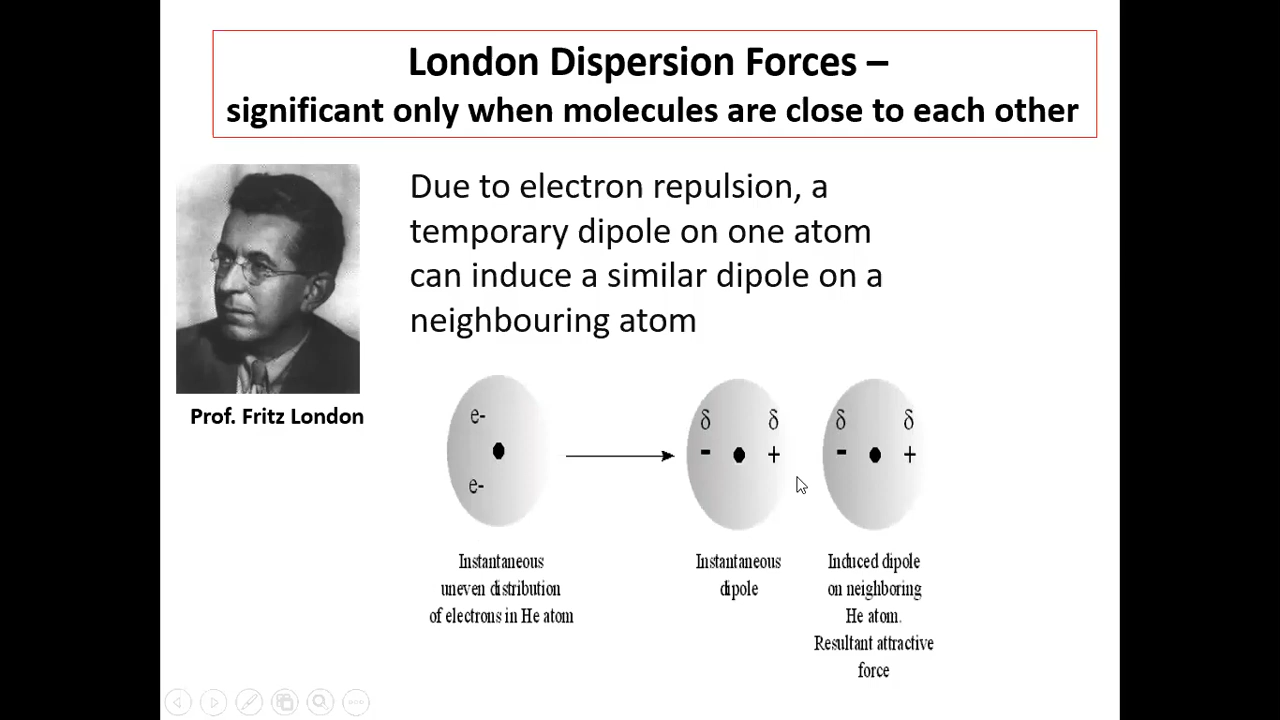 London Dispersion Forces –
significant only when molecules are close to each other
Due to electron repulsion, a
temporary dipole on one atom
can induce a similar dipole on a
neighbouring atom
Prof. Fritz London
e-
e-
δ δ δ δ
- + - +
Instantaneous
uneven distribution
of electrons in He atom
Instantaneous
dipole
Induced dipole
on neighboring
He atom.
Resultant attractive
force